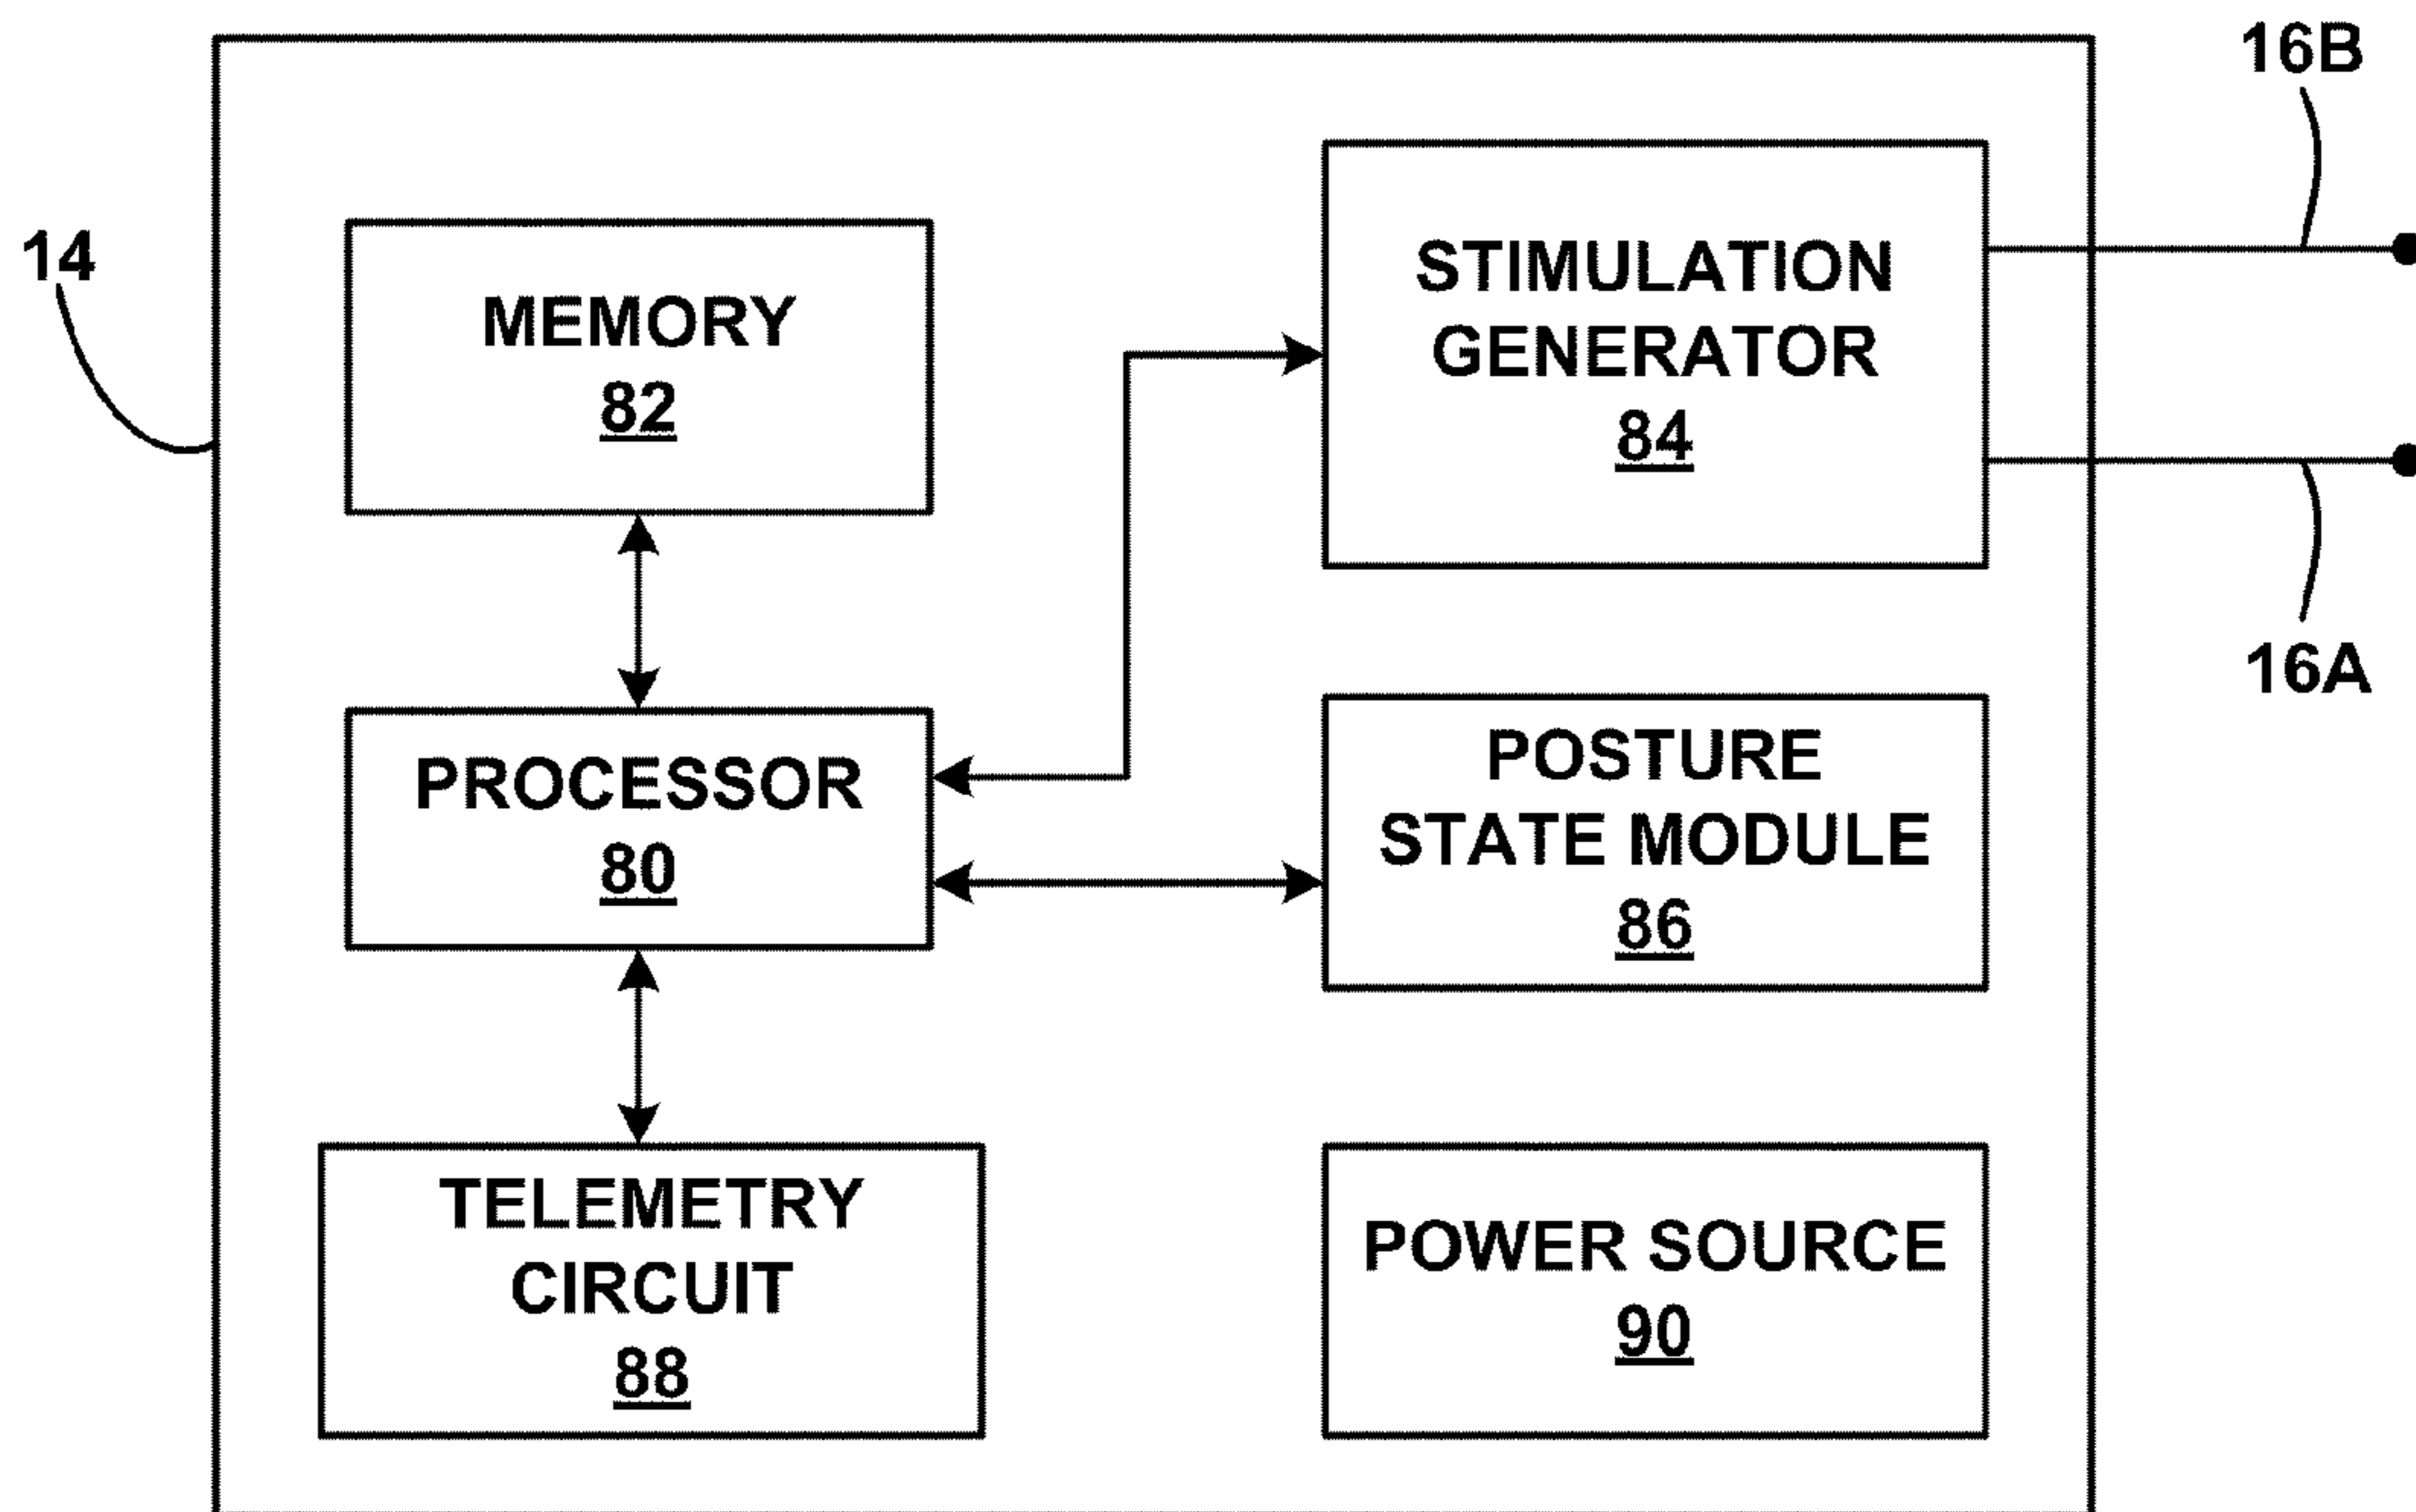 16B
14
MEMORY
82
STIMULATION
GENERATOR
84
16A
PROCESSOR
80
POSTURE
STATE MODULE
86
TELEMETRY
CIRCUIT
88
POWER SOURCE
90